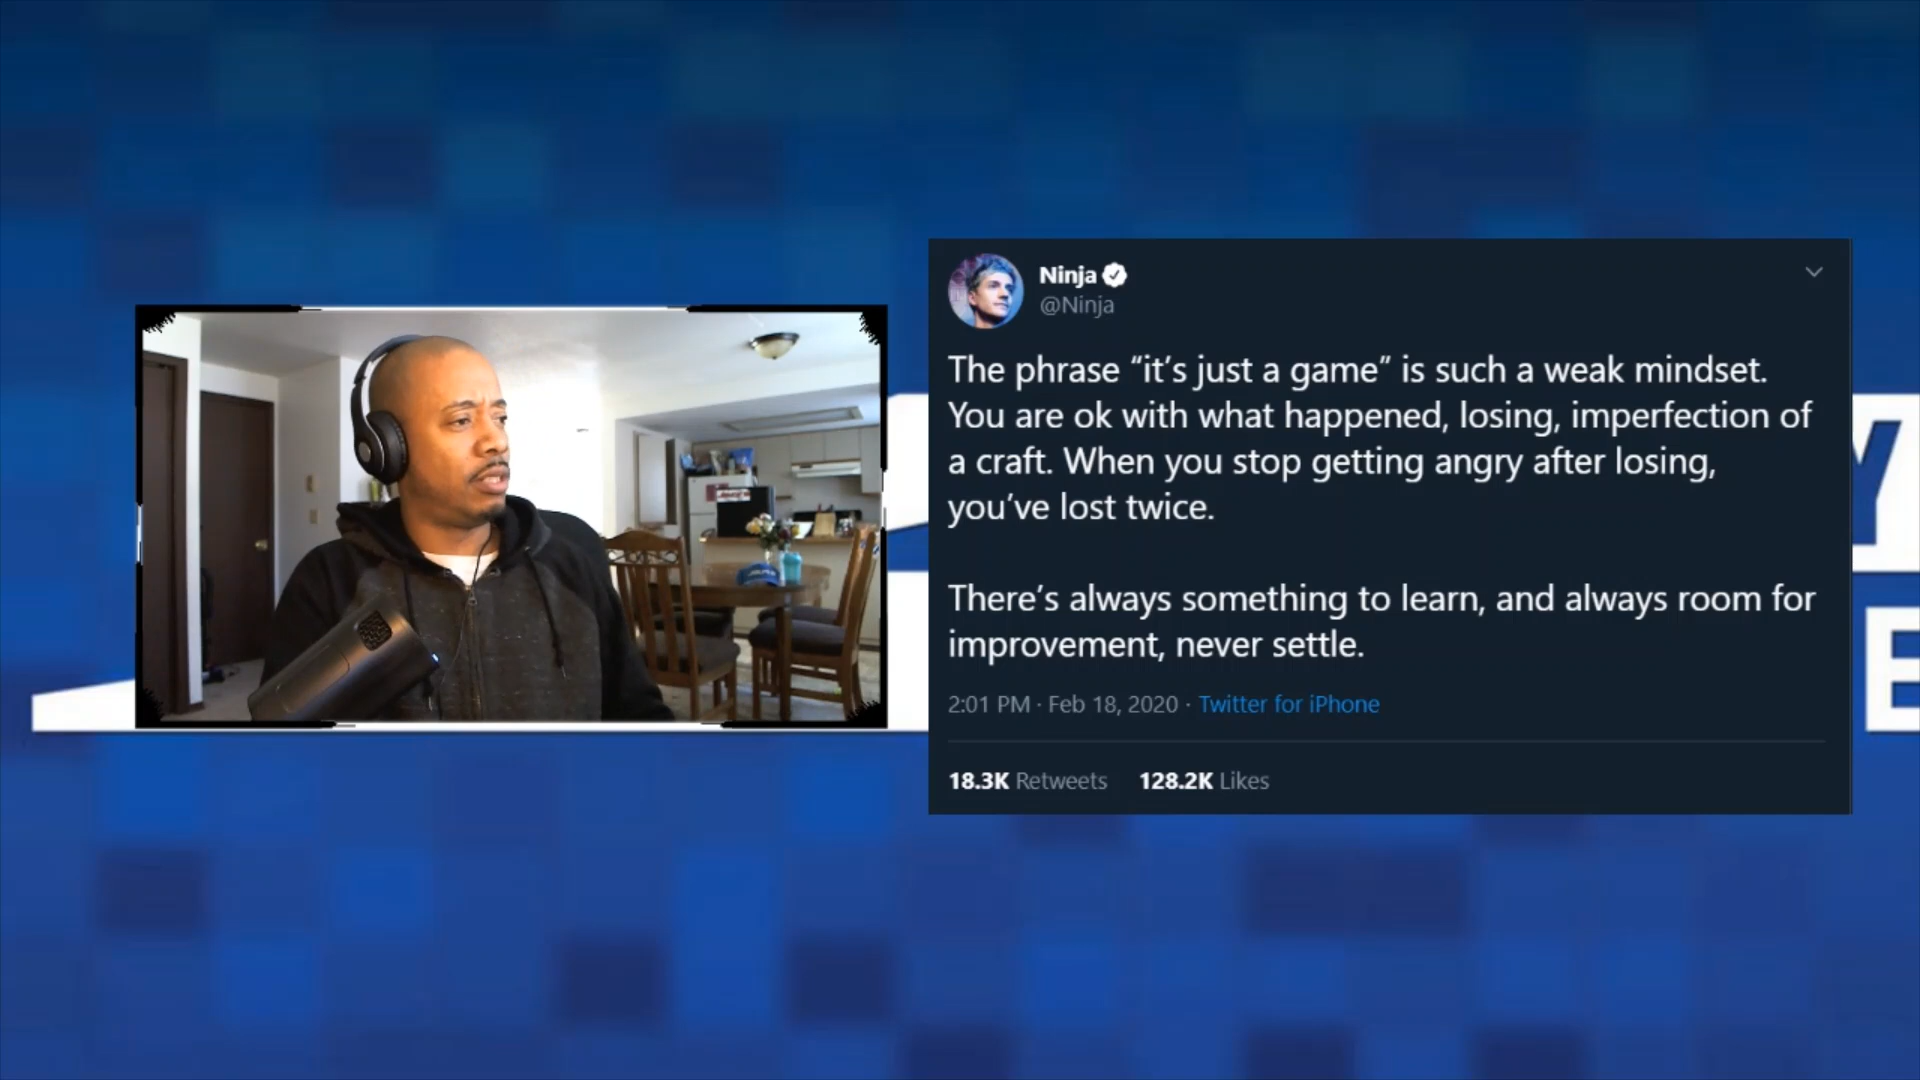 Ninja
@Ninja
The phrase “it’s just a game” is such a weak mindset.
You are ok with what happened, losing, imperfection of
a craft. When you stop getting angry after losing,
you’ve lost twice.
There’s always something to learn, and always room for
improvement, never settle.
2:01 PM · Feb 18, 2020 · Twitter for iPhone
18.3K Retweets 128.2K Likes
Y
E